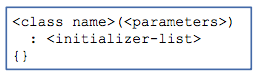 <class name>(<parameters>)
: <initializer-list>
{}